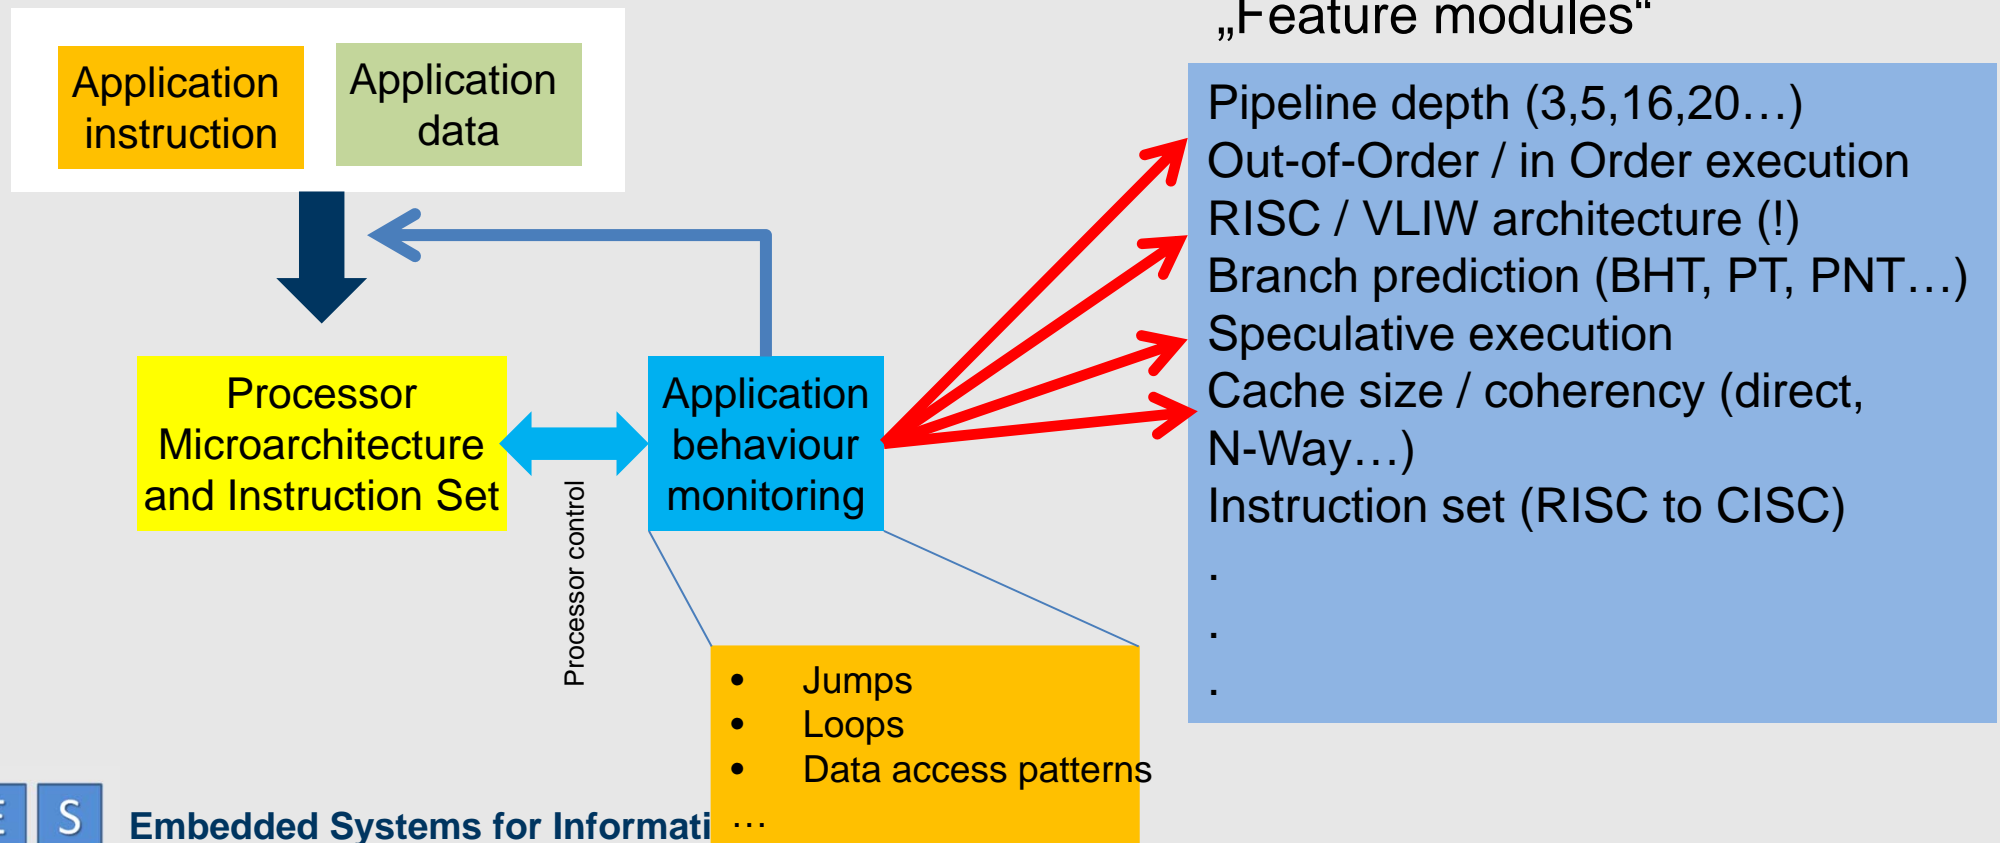 „Feature modules“
Application
instruction
Application
data
Pipeline depth (3,5,16,20…)
Out-of-Order / in Order execution
RISC / VLIW architecture (!)
Branch prediction (BHT, PT, PNT…)
Speculative execution
Cache size / coherency (direct,
N-Way…)
Instruction set (RISC to CISC)
.
.
.
Processor
Microarchitecture
and Instruction Set
Processor control
Application
behaviour
monitoring
• Jumps
• Loops
• Data access patterns
…
E S
Embedded Systems for Informati